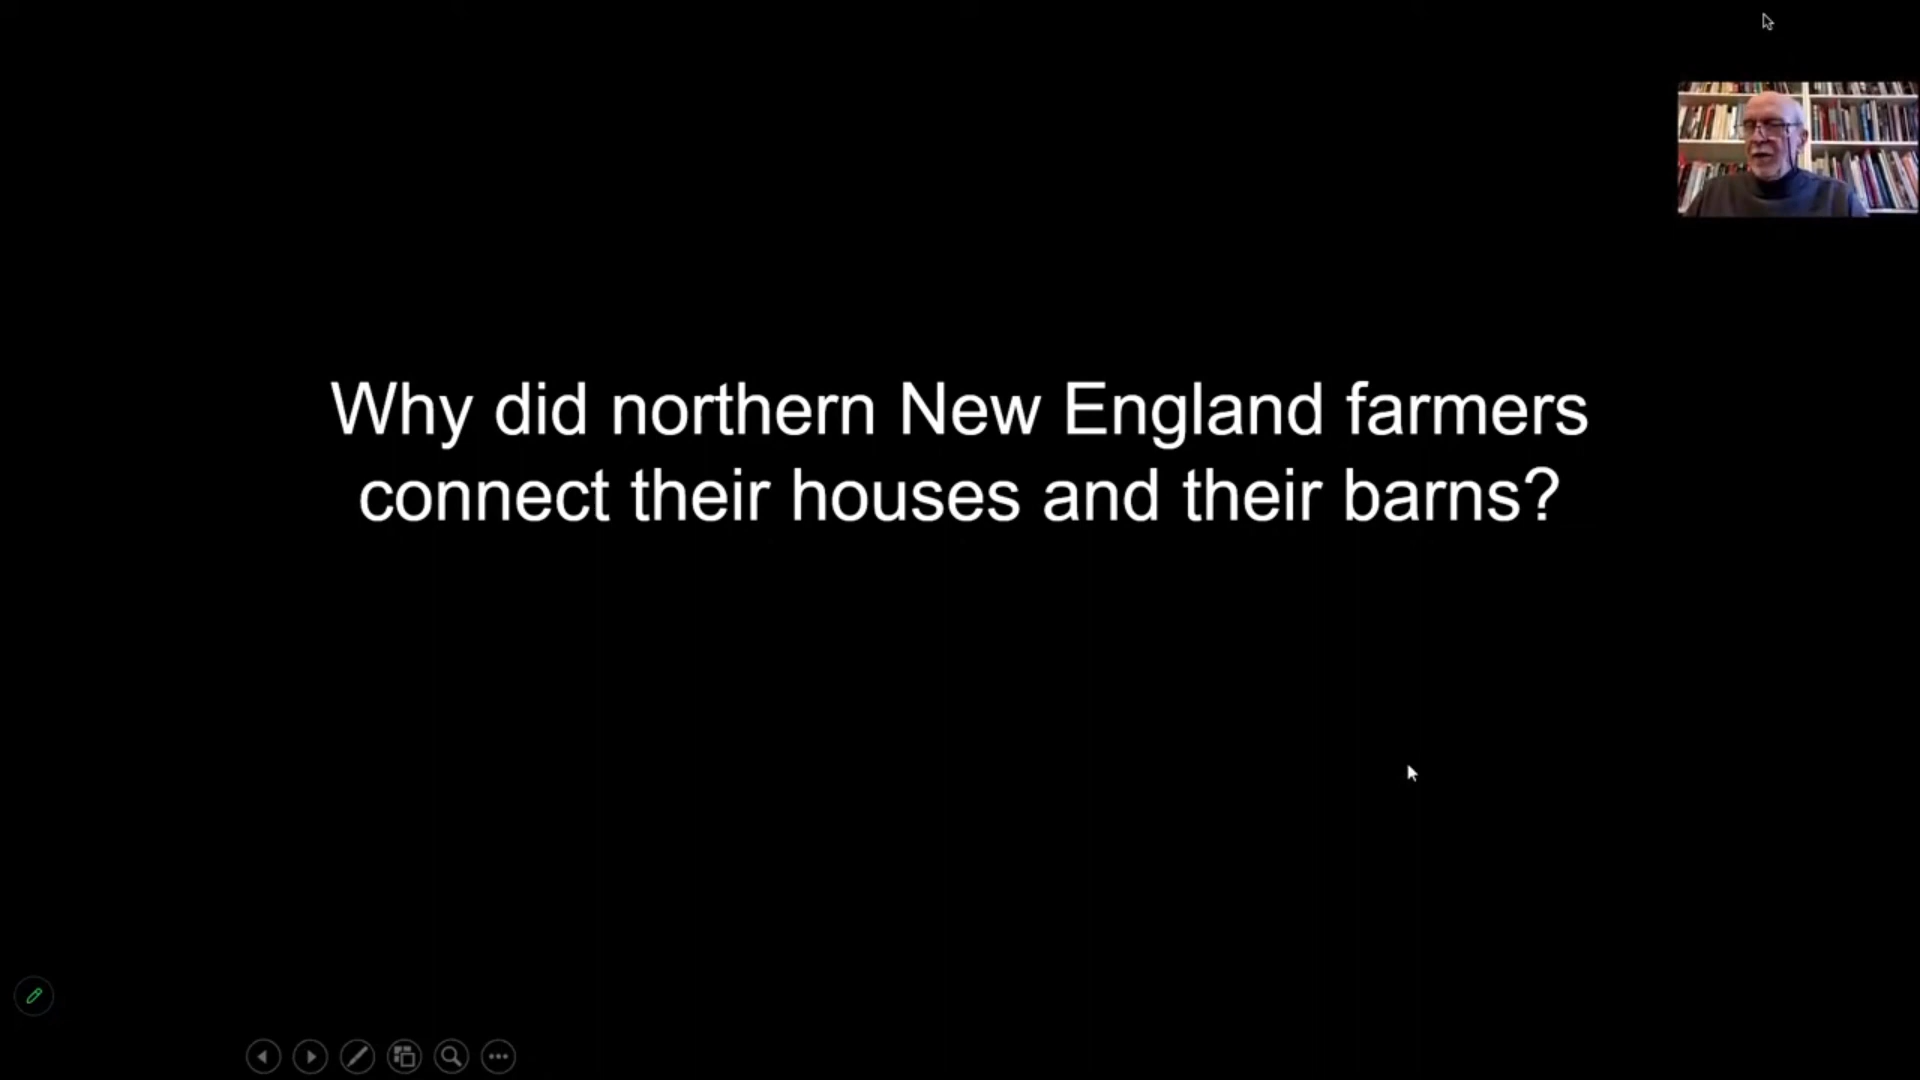 Why did northern New England farmers
connect their houses and their barns?